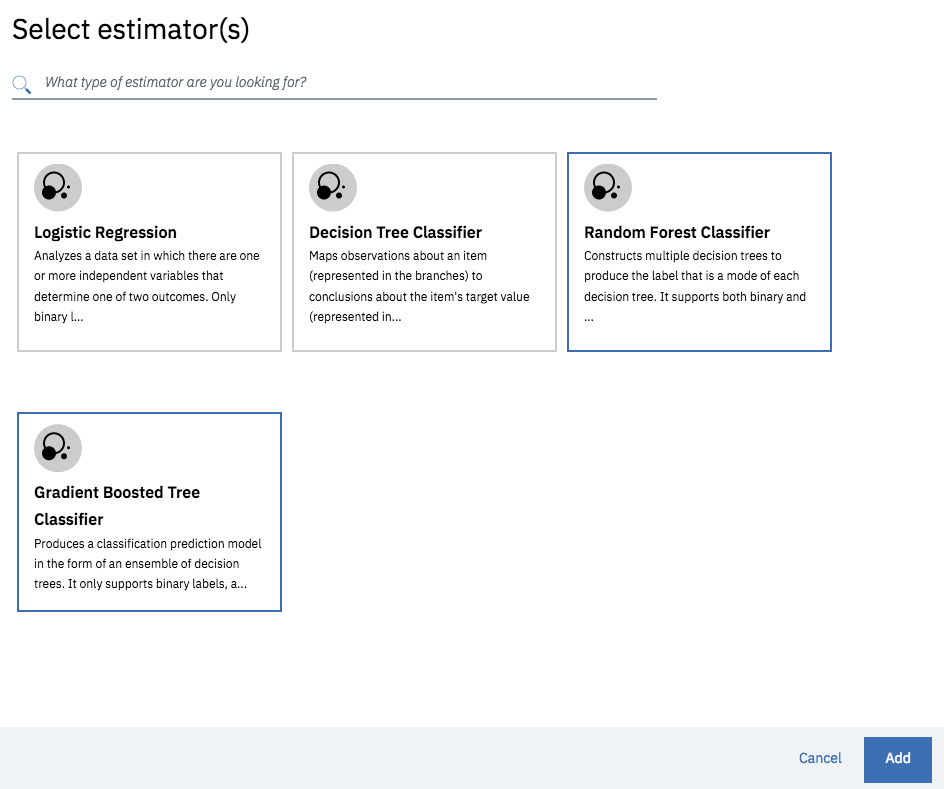 Select estimator(s)
What type of estimator are you looking for?
Logistic Regression
Analyzes a data set in which there are one
or more independent variables that
determine one of two outcomes. Only
binary l...
Decision Tree Classifier
Maps observations about an item
(represented in the branches) to
conclusions about the item's target value
(represented in...
Random Forest Classifier
Constructs multiple decision trees to
produce the label that is a mode of each
decision tree. It supports both binary and
...
Gradient Boosted Tree
Classifier
Produces a classification prediction model
in the form of an ensemble of decision
trees. It only supports binary labels, a...
Cancel
Add